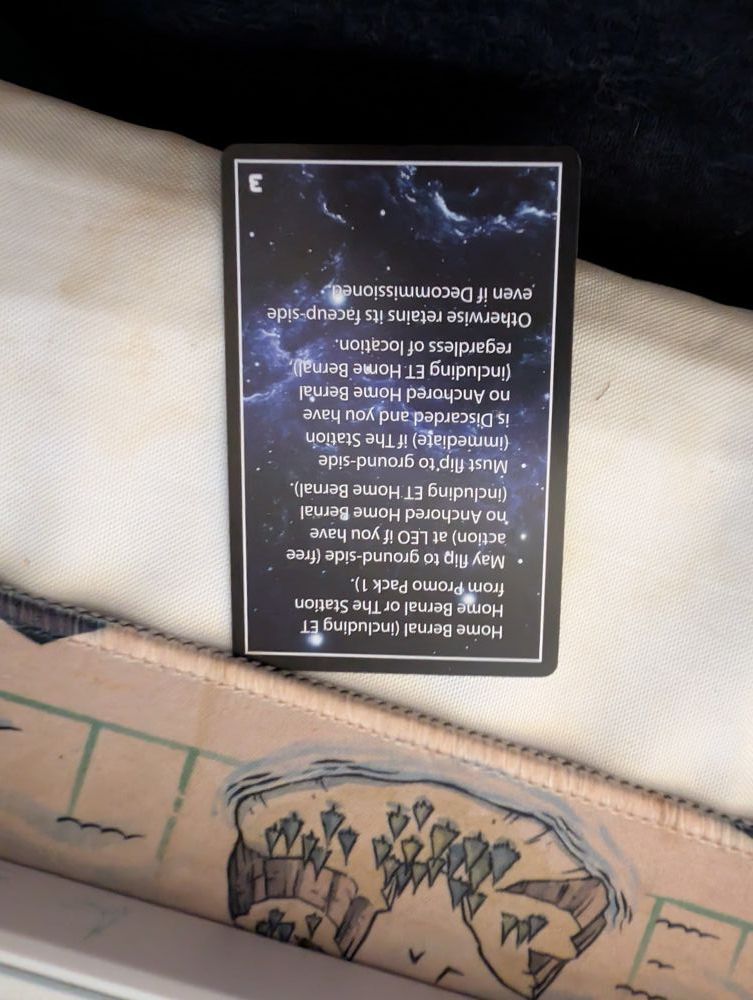 Home Bernal (including ET
Home Bernal or The Station
from Promo Pack 1).
• May flip to ground-side (free
action) at LEO if you have
no Anchored Home Bernal
(including ET Home Bernal).
• Must flip to ground-side
(immediate) if The Station
is Discarded and you have
no Anchored Home Bernal
(including ET Home Bernal),
regardless of location.
Otherwise retains its faceup-side
even if Decommissioned.
3